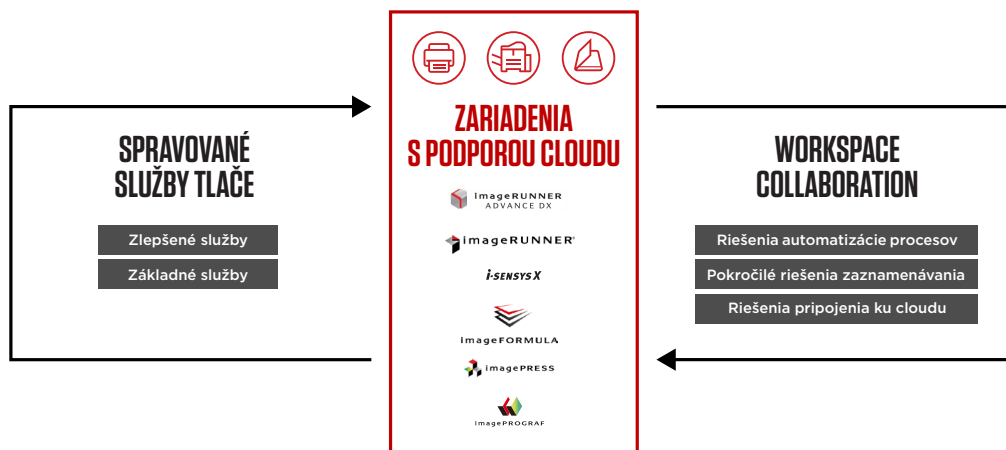 SPRAVOVANÉ
SLUŽBY TLAČE
Zlepšené služby
Základné služby
ZARIADENIA
S PODPOROU CLOUDU
imageRUNNER
ADVANCE DX
imageRUNNER®
i-SENSYS X
imageFORMULA
imagePRESS
imagePROGRAF
WORKSPACE
COLLABORATION
Riešenia automatizácie procesov
Pokročilé riešenia zaznamenávania
Riešenia pripojenia ku cloudu